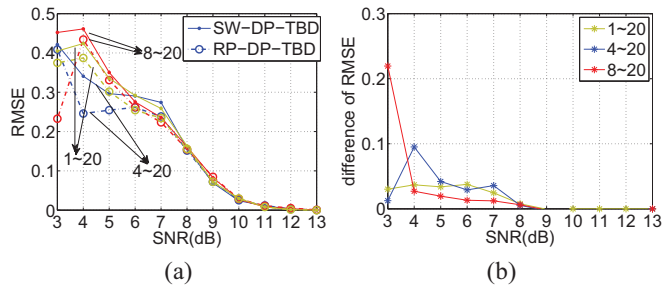 0.5
0.4
0.3
0.2
0.1
0
RMSE
SW-DP-TBD
RP-DP-TBD
8~20
1~20
4~20
3 4 5 6 7 8 9 10 11 12 13
SNR(dB)
(a)
0.3
0.2
0.1
0
difference of RMSE
1~20
4~20
8~20
3 4 5 6 7 8 9 10 11 12 13
SNR(dB)
(b)